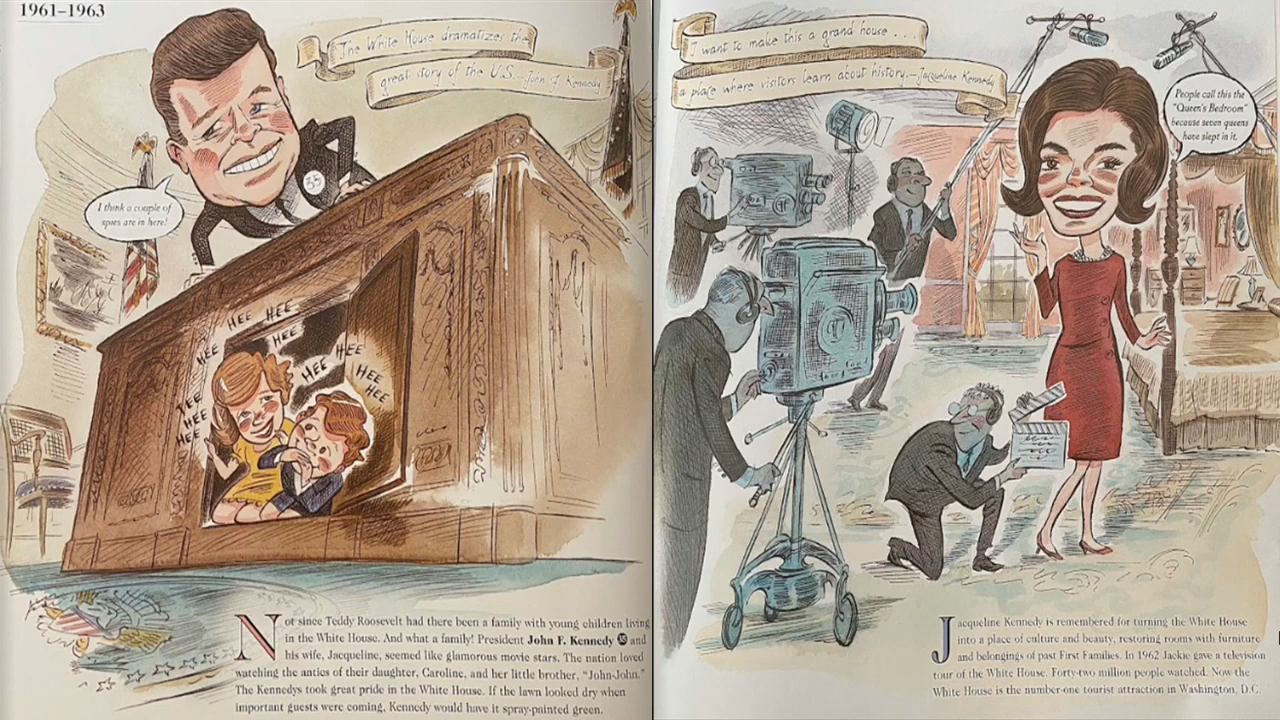 1961–1963
The White House dramatizes the
great story of the U.S.—John F. Kennedy
35
I think a couple of
spies are in here!
HEE HEE
HEE
HEE
HEE HEE
HEE
HEE
HEE
HEE
HEE
Not since Teddy Roosevelt had there been a family with young children living
in the White House. And what a family! President John F. Kennedy 35 and
his wife, Jacqueline, seemed like glamorous movie stars. The nation loved
watching the antics of their daughter, Caroline, and her little brother, “John-John.”
The Kennedys took great pride in the White House. If the lawn looked dry when
important guests were coming, Kennedy would have it spray-painted green.
I want to make this a grand house . . .
a place where visitors learn about history.—Jacqueline Kennedy
People call this the
“Queen's Bedroom”
because seven queens
have slept in it.
Jacqueline Kennedy is remembered for turning the White House
into a place of culture and beauty, restoring rooms with furniture
and belongings of past First Families. In 1962 Jackie gave a television
tour of the White House. Forty-two million people watched. Now the
White House is the number-one tourist attraction in Washington, D.C.